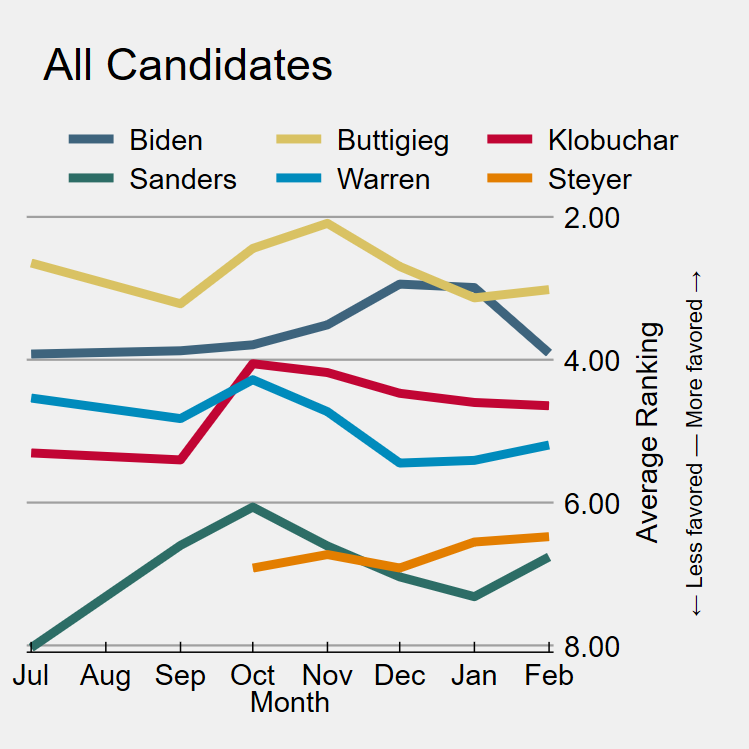 All Candidates
Biden Buttigieg Klobuchar
Sanders Warren Steyer
2.00
4.00
6.00
8.00
Average Ranking
← Less favored — More favored →
Jul Aug Sep Oct Nov Dec Jan Feb
Month